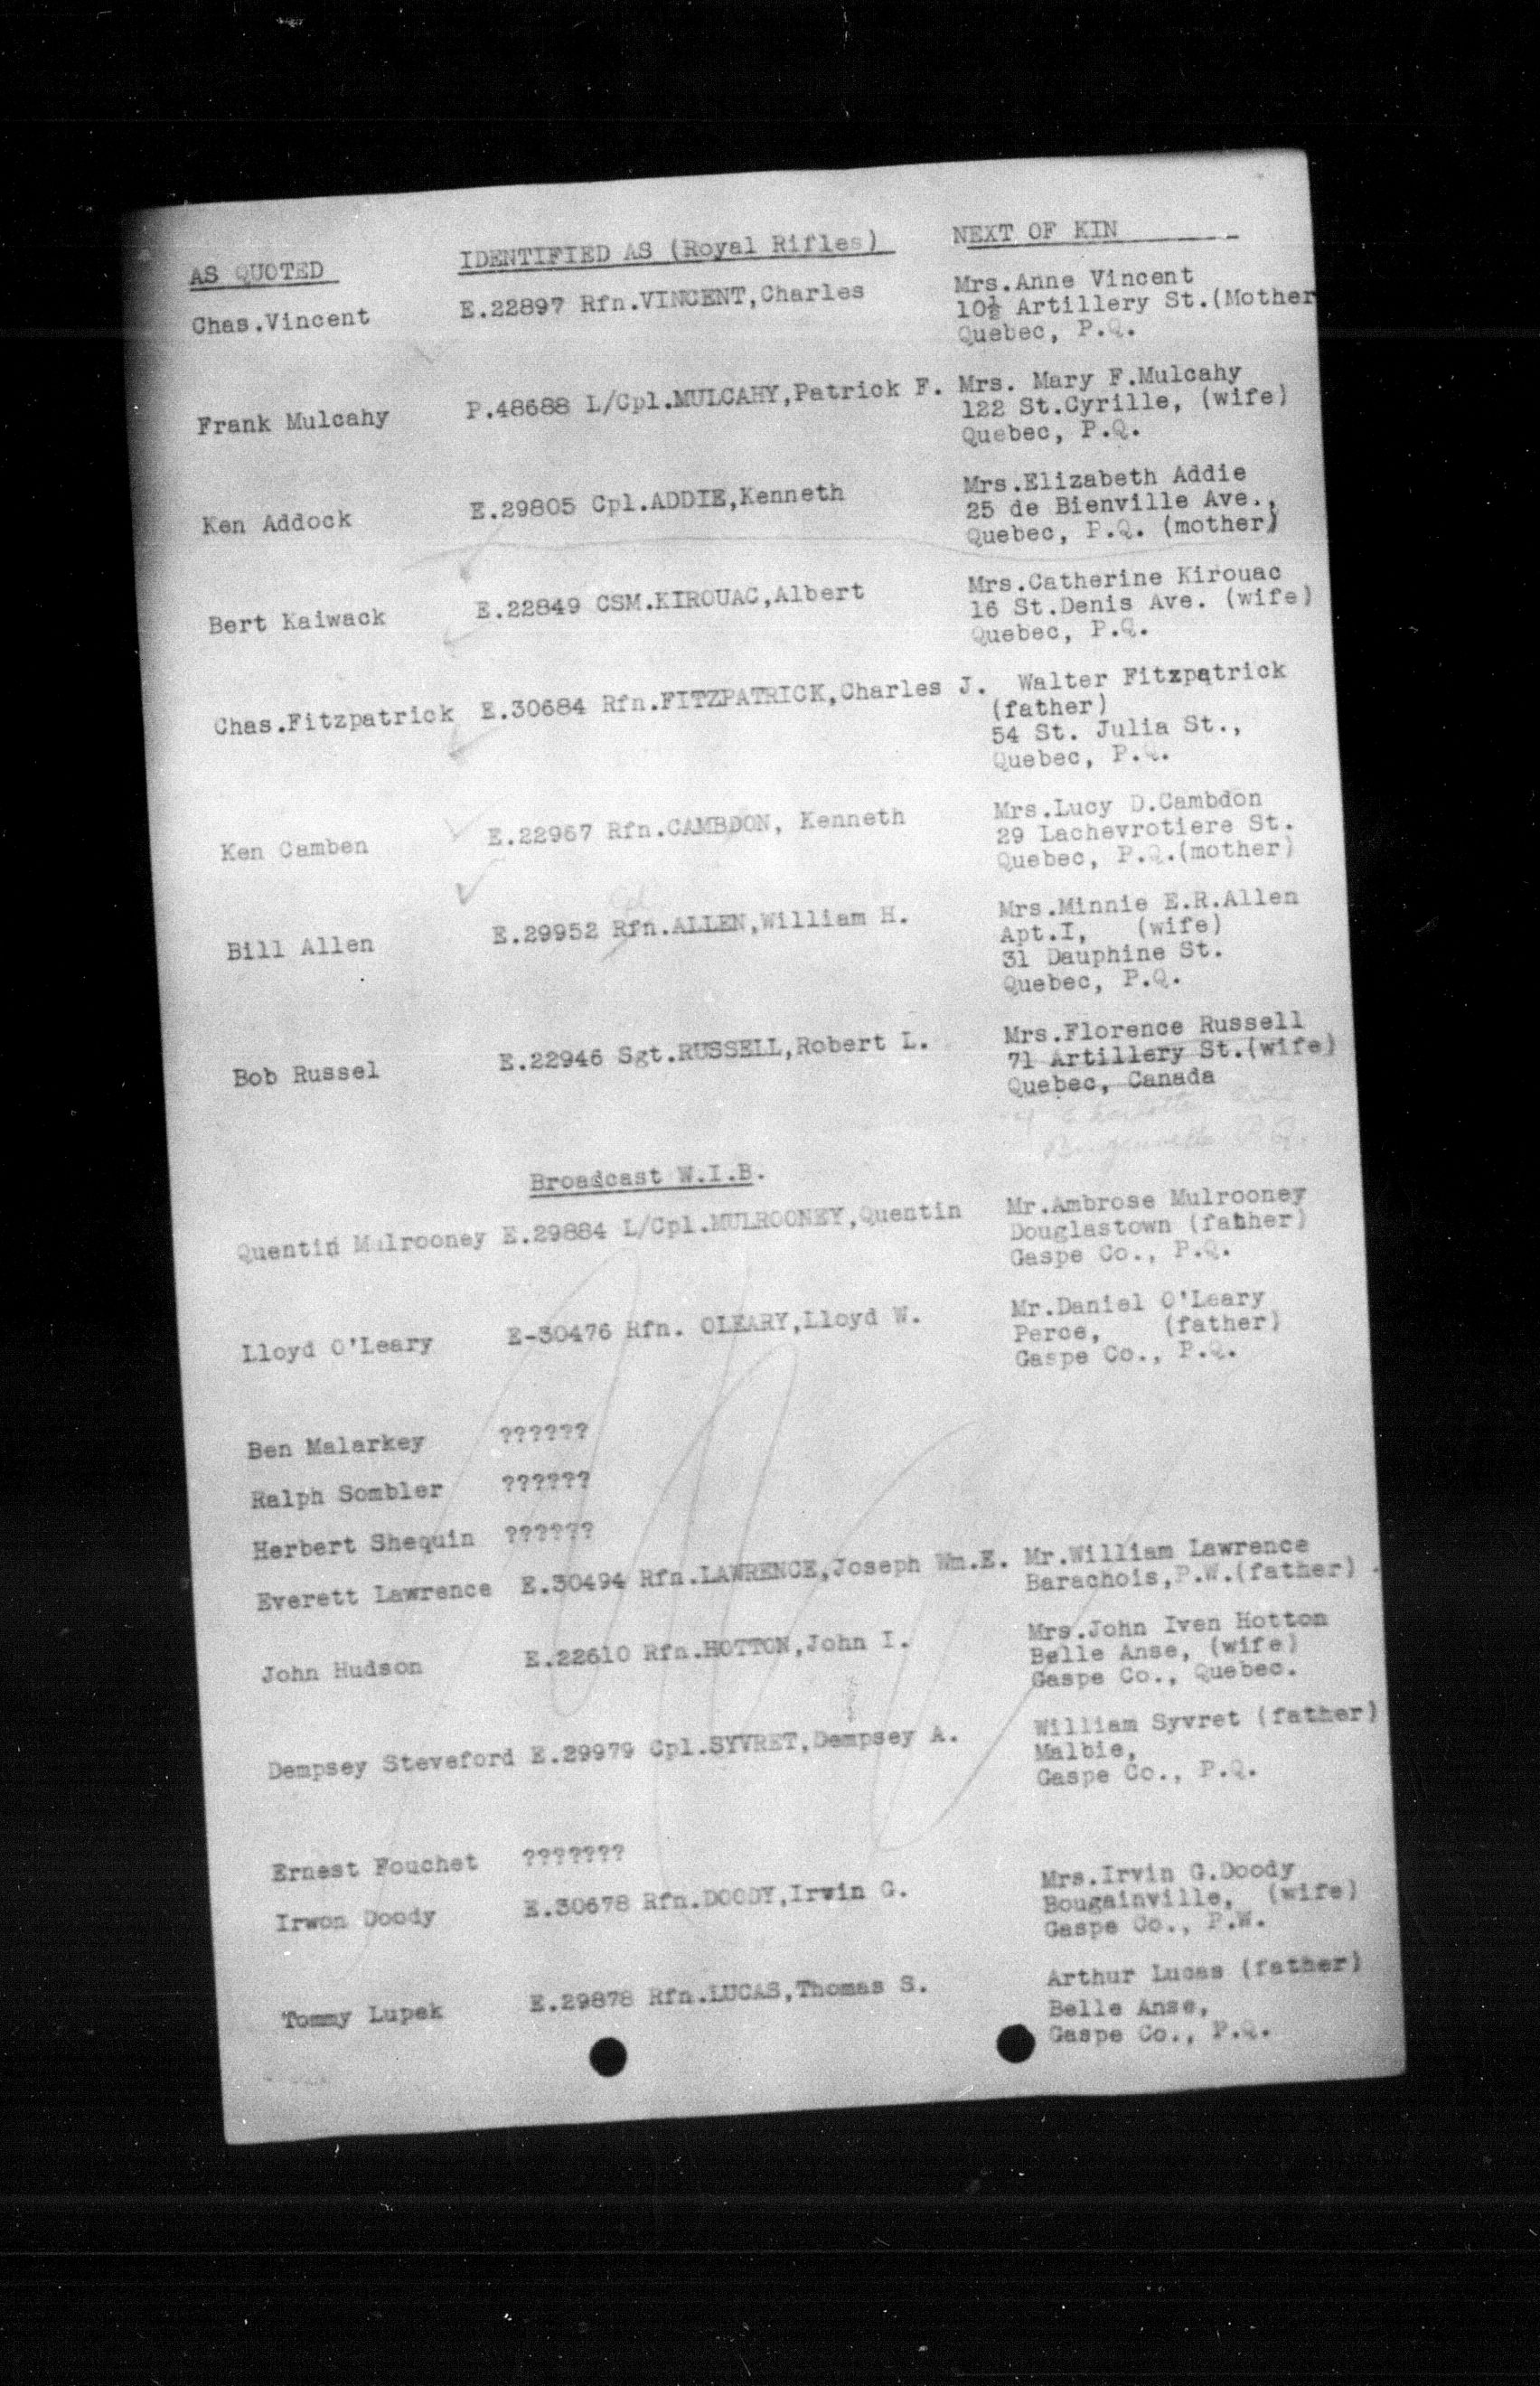 AS QUOTED IDENTIFIED AS (Royal Rifles) NEXT OF KIN
Chas.Vincent E.22897 Rfn.VINCENT,Charles Mrs.Anne Vincent
10½ Artillery St.(Mother
Quebec, P.Q.
Frank Mulcahy P.48688 L/Cpl.MULCAHY,Patrick F. Mrs. Mary F.Mulcahy
122 St.Cyrille, (wife)
Quebec, P.Q.
Ken Addock E.29805 Cpl.ADDIE,Kenneth Mrs.Elizabeth Addie
25 de Bienville Ave.,
Quebec, P.Q. (mother)
Bert Kaiwack E.22849 CSM.KIROUAC,Albert Mrs.Catherine Kirouac
16 St.Denis Ave. (wife)
Quebec, P.Q.
Chas.Fitzpatrick E.30684 Rfn.FITZPATRICK,Charles J. Walter Fitzpatrick
(father)
54 St. Julia St.,
Quebec, P.Q.
Ken Camben E.22967 Rfn.CAMBDON, Kenneth Mrs.Lucy D.Cambdon
29 Lachevrotiere St.
Quebec, P.Q.(mother)
Bill Allen E.29952 Rfn.ALLEN,William H. Mrs.Minnie E.R.Allen
Apt.I, (wife)
31 Dauphine St.
Quebec, P.Q.
Bob Russel E.22946 Sgt.RUSSELL,Robert L. Mrs.Florence Russell
71 Artillery St.(wife)
Quebec, Canada
P.Q.
Broadcast W.I.B.
Quentin Mulrooney E.29884 L/Cpl.MULROONEY,Quentin Mr.Ambrose Mulrooney
Douglastown (father)
Gaspe Co., P.Q.
Lloyd O'Leary E-30476 Rfn. OLEARY,Lloyd W. Mr.Daniel O'Leary
Perce, (father)
Gaspe Co., P.Q.
Ben Malarkey ??????
Ralph Sombler ??????
Herbert Shequin ??????
Everett Lawrence E.30494 Rfn.LAWRENCE,Joseph Wm.E. Mr.William Lawrence
Barachois,P.W.(father)
John Hudson E.22610 Rfn.HOTTON,John I. Mrs.John Iven Hotton
Belle Anse, (wife)
Gaspe Co., Quebec.
Dempsey Steveford E.29979 Cpl.SYVRET,Dempsey A. William Syvret (father)
Malbie,
Gaspe Co., P.Q.
Ernest Fouchet ???????
Irwon Doody E.30678 Rfn.DOODY,Irvin G. Mrs.Irvin G.Doody
Bougainville, (wife)
Gaspe Co., P.W.
Tommy Lupek E.29878 Rfn.LUCAS,Thomas S. Arthur Lucas (father)
Belle Anse,
Gaspe Co., P.Q.